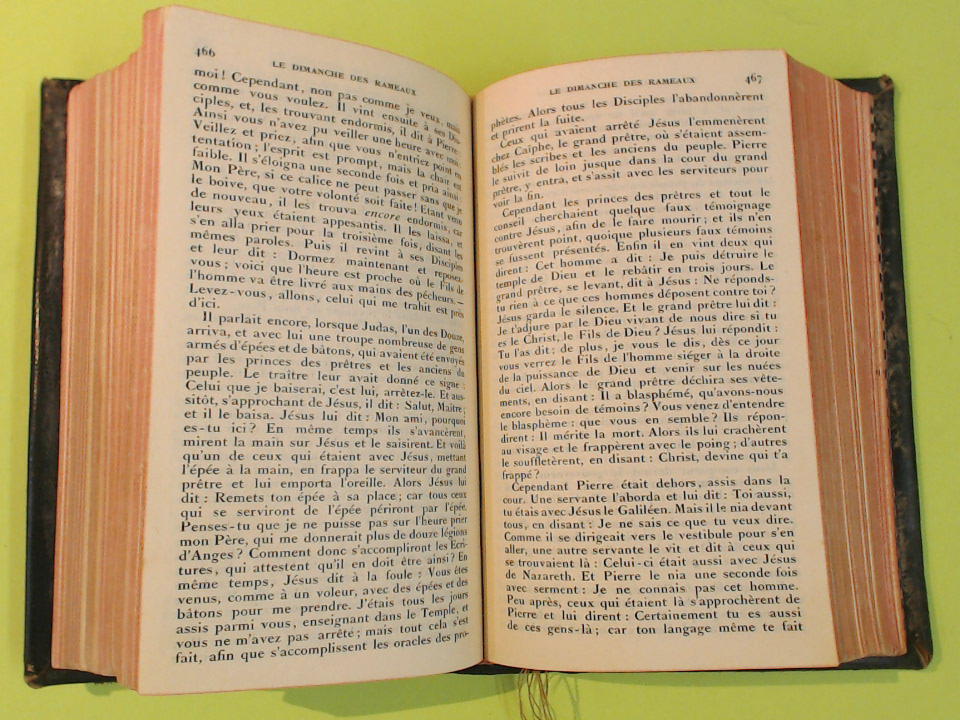 466
LE DIMANCHE DES RAMEAUX
moi! Cependant, non pas comme je veux, mais
comme vous voulez. Il vint ensuite à ses Dis-
ciples, et, les trouvant endormis, il dit à Pierre:
Ainsi vous n'avez pu veiller une heure avec moi?
Veillez et priez, afin que vous n'entriez point en
tentation; l'esprit est prompt, mais la chair est
faible. Il s'éloigna une seconde fois et pria ainsi:
Mon Père, si ce calice ne peut passer sans que je
le boive, que votre volonté soit faite! Étant venu
de nouveau, il les trouva encore endormis, car
leurs yeux étaient appesantis. Il les laissa, et
s'en alla prier pour la troisième fois, disant les
mêmes paroles. Puis il revint à ses Disciples
et leur dit : Dormez maintenant et reposez-
vous; voici que l'heure est proche où le Fils de
l'homme va être livré aux mains des pécheurs. —
Levez-vous, allons, celui qui me trahit est près
d'ici.
Il parlait encore, lorsque Judas, l'un des Douze,
arriva, et avec lui une troupe nombreuse de gens
armés d'épées et de bâtons, qui avaient été envoyés
par les princes des prêtres et les anciens du
peuple. Le traître leur avait donné ce signe :
Celui que je baiserai, c'est lui, arrêtez-le. Et aus-
sitôt, s'approchant de Jésus, il dit : Salut, Maître;
et il le baisa. Jésus lui dit : Mon ami, pourquoi
es-tu ici? En même temps ils s'avancèrent,
mirent la main sur Jésus et le saisirent. Et voilà
qu'un de ceux qui étaient avec Jésus, mettant
l'épée à la main, en frappa le serviteur du grand
prêtre et lui emporta l'oreille. Alors Jésus lui
dit : Remets ton épée à sa place; car tous ceux
qui se serviront de l'épée périront par l'épée.
Penses-tu que je ne puisse pas sur l'heure prier
mon Père, qui me donnerait plus de douze légions
d'Anges? Comment donc s'accompliront les Écri-
tures, qui attestent qu'il en doit être ainsi? En
même temps, Jésus dit à la foule : Vous êtes
venus, comme à un voleur, avec des épées et des
bâtons pour me prendre. J'étais tous les jours
assis parmi vous, enseignant dans le Temple, et
vous ne m'avez pas arrêté; mais tout cela s'est
fait, afin que s'accomplissent les oracles des pro-
LE DIMANCHE DES RAMEAUX
467
phètes. Alors tous les Disciples l'abandonnèrent
et prirent la fuite.
Ceux qui avaient arrêté Jésus l'emmenèrent
chez Caïphe, le grand prêtre, où s'étaient assem-
blés les scribes et les anciens du peuple. Pierre
le suivit de loin jusque dans la cour du grand
prêtre, y entra, et s'assit avec les serviteurs pour
voir la fin.
Cependant les princes des prêtres et tout le
conseil cherchaient quelque faux témoignage
contre Jésus, afin de le faire mourir; et ils n'en
trouvèrent point, quoique plusieurs faux témoins
se fussent présentés. Enfin il en vint deux qui
dirent : Cet homme a dit : Je puis détruire le
temple de Dieu et le rebâtir en trois jours. Le
grand prêtre, se levant, dit à Jésus : Ne réponds-
tu rien à ce que ces hommes déposent contre toi?
Jésus garda le silence. Et le grand prêtre lui dit :
Je t'adjure par le Dieu vivant de nous dire si tu
es le Christ, le Fils de Dieu? Jésus lui répondit :
Tu l'as dit; de plus, je vous le dis, dès ce jour
vous verrez le Fils de l'homme siéger à la droite
de la puissance de Dieu et venir sur les nuées
du ciel. Alors le grand prêtre déchira ses vête-
ments, en disant : Il a blasphémé, qu'avons-nous
encore besoin de témoins? Vous venez d'entendre
le blasphème : que vous en semble? Ils répon-
dirent : Il mérite la mort. Alors ils lui crachèrent
au visage et le frappèrent avec le poing; d'autres
le souffletèrent, en disant : Christ, devine qui t'a
frappé?
Cependant Pierre était dehors, assis dans la
cour. Une servante l'aborda et lui dit : Toi aussi,
tu étais avec Jésus le Galiléen. Mais il le nia devant
tous, en disant : Je ne sais ce que tu veux dire.
Comme il se dirigeait vers le vestibule pour s'en
aller, une autre servante le vit et dit à ceux qui
se trouvaient là : Celui-ci était aussi avec Jésus
de Nazareth. Et Pierre le nia une seconde fois
avec serment : Je ne connais pas cet homme.
Peu après, ceux qui étaient là s'approchèrent de
Pierre et lui dirent : Certainement tu es aussi
de ces gens-là; car ton langage même te fait